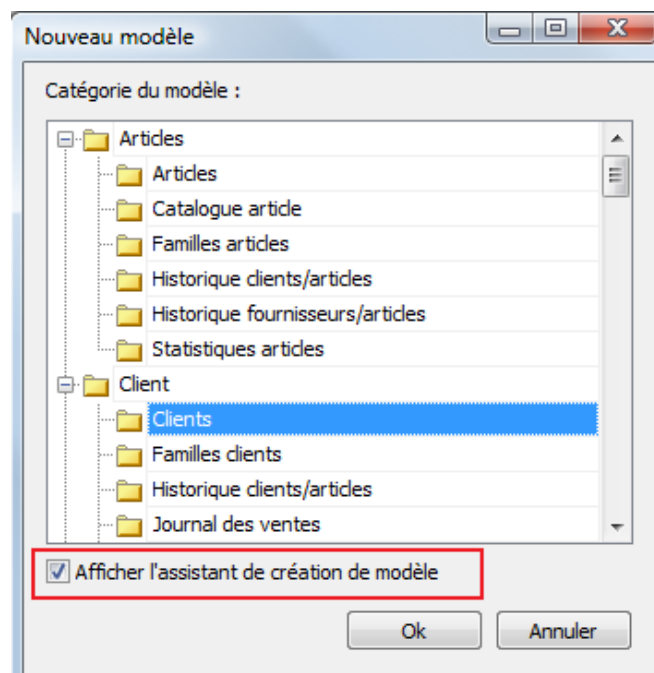 Nouveau modèle
Catégorie du modèle :
Articles
Articles
Catalogue article
Familles articles
Historique clients/articles
Historique fournisseurs/articles
Statistiques articles
Client
Clients
Familles clients
Historique clients/articles
Journal des ventes
Afficher l'assistant de création de modèle
Ok Annuler